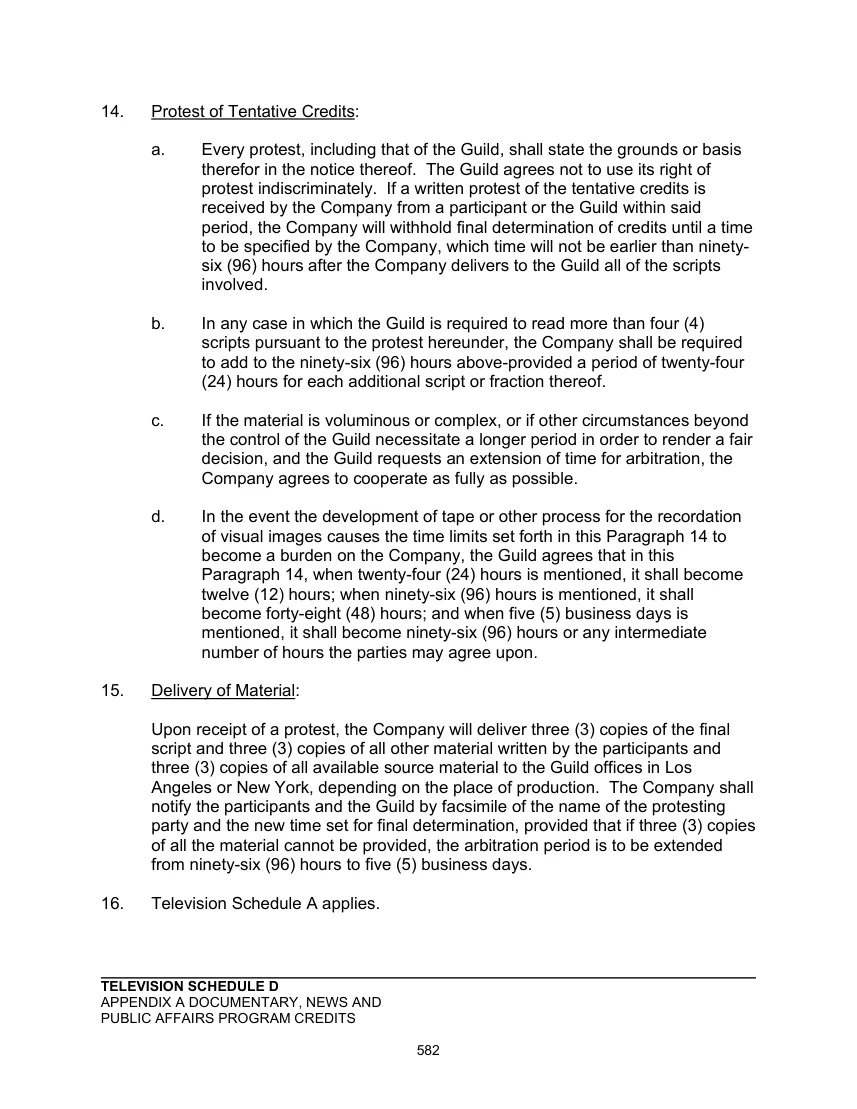 14. Protest of Tentative Credits:
a. Every protest, including that of the Guild, shall state the grounds or basis
therefor in the notice thereof. The Guild agrees not to use its right of
protest indiscriminately. If a written protest of the tentative credits is
received by the Company from a participant or the Guild within said
period, the Company will withhold final determination of credits until a time
to be specified by the Company, which time will not be earlier than ninety-
six (96) hours after the Company delivers to the Guild all of the scripts
involved.
b. In any case in which the Guild is required to read more than four (4)
scripts pursuant to the protest hereunder, the Company shall be required
to add to the ninety-six (96) hours above-provided a period of twenty-four
(24) hours for each additional script or fraction thereof.
c. If the material is voluminous or complex, or if other circumstances beyond
the control of the Guild necessitate a longer period in order to render a fair
decision, and the Guild requests an extension of time for arbitration, the
Company agrees to cooperate as fully as possible.
d. In the event the development of tape or other process for the recordation
of visual images causes the time limits set forth in this Paragraph 14 to
become a burden on the Company, the Guild agrees that in this
Paragraph 14, when twenty-four (24) hours is mentioned, it shall become
twelve (12) hours; when ninety-six (96) hours is mentioned, it shall
become forty-eight (48) hours; and when five (5) business days is
mentioned, it shall become ninety-six (96) hours or any intermediate
number of hours the parties may agree upon.
15. Delivery of Material:
Upon receipt of a protest, the Company will deliver three (3) copies of the final
script and three (3) copies of all other material written by the participants and
three (3) copies of all available source material to the Guild offices in Los
Angeles or New York, depending on the place of production. The Company shall
notify the participants and the Guild by facsimile of the name of the protesting
party and the new time set for final determination, provided that if three (3) copies
of all the material cannot be provided, the arbitration period is to be extended
from ninety-six (96) hours to five (5) business days.
16. Television Schedule A applies.
TELEVISION SCHEDULE D
APPENDIX A DOCUMENTARY, NEWS AND
PUBLIC AFFAIRS PROGRAM CREDITS
582